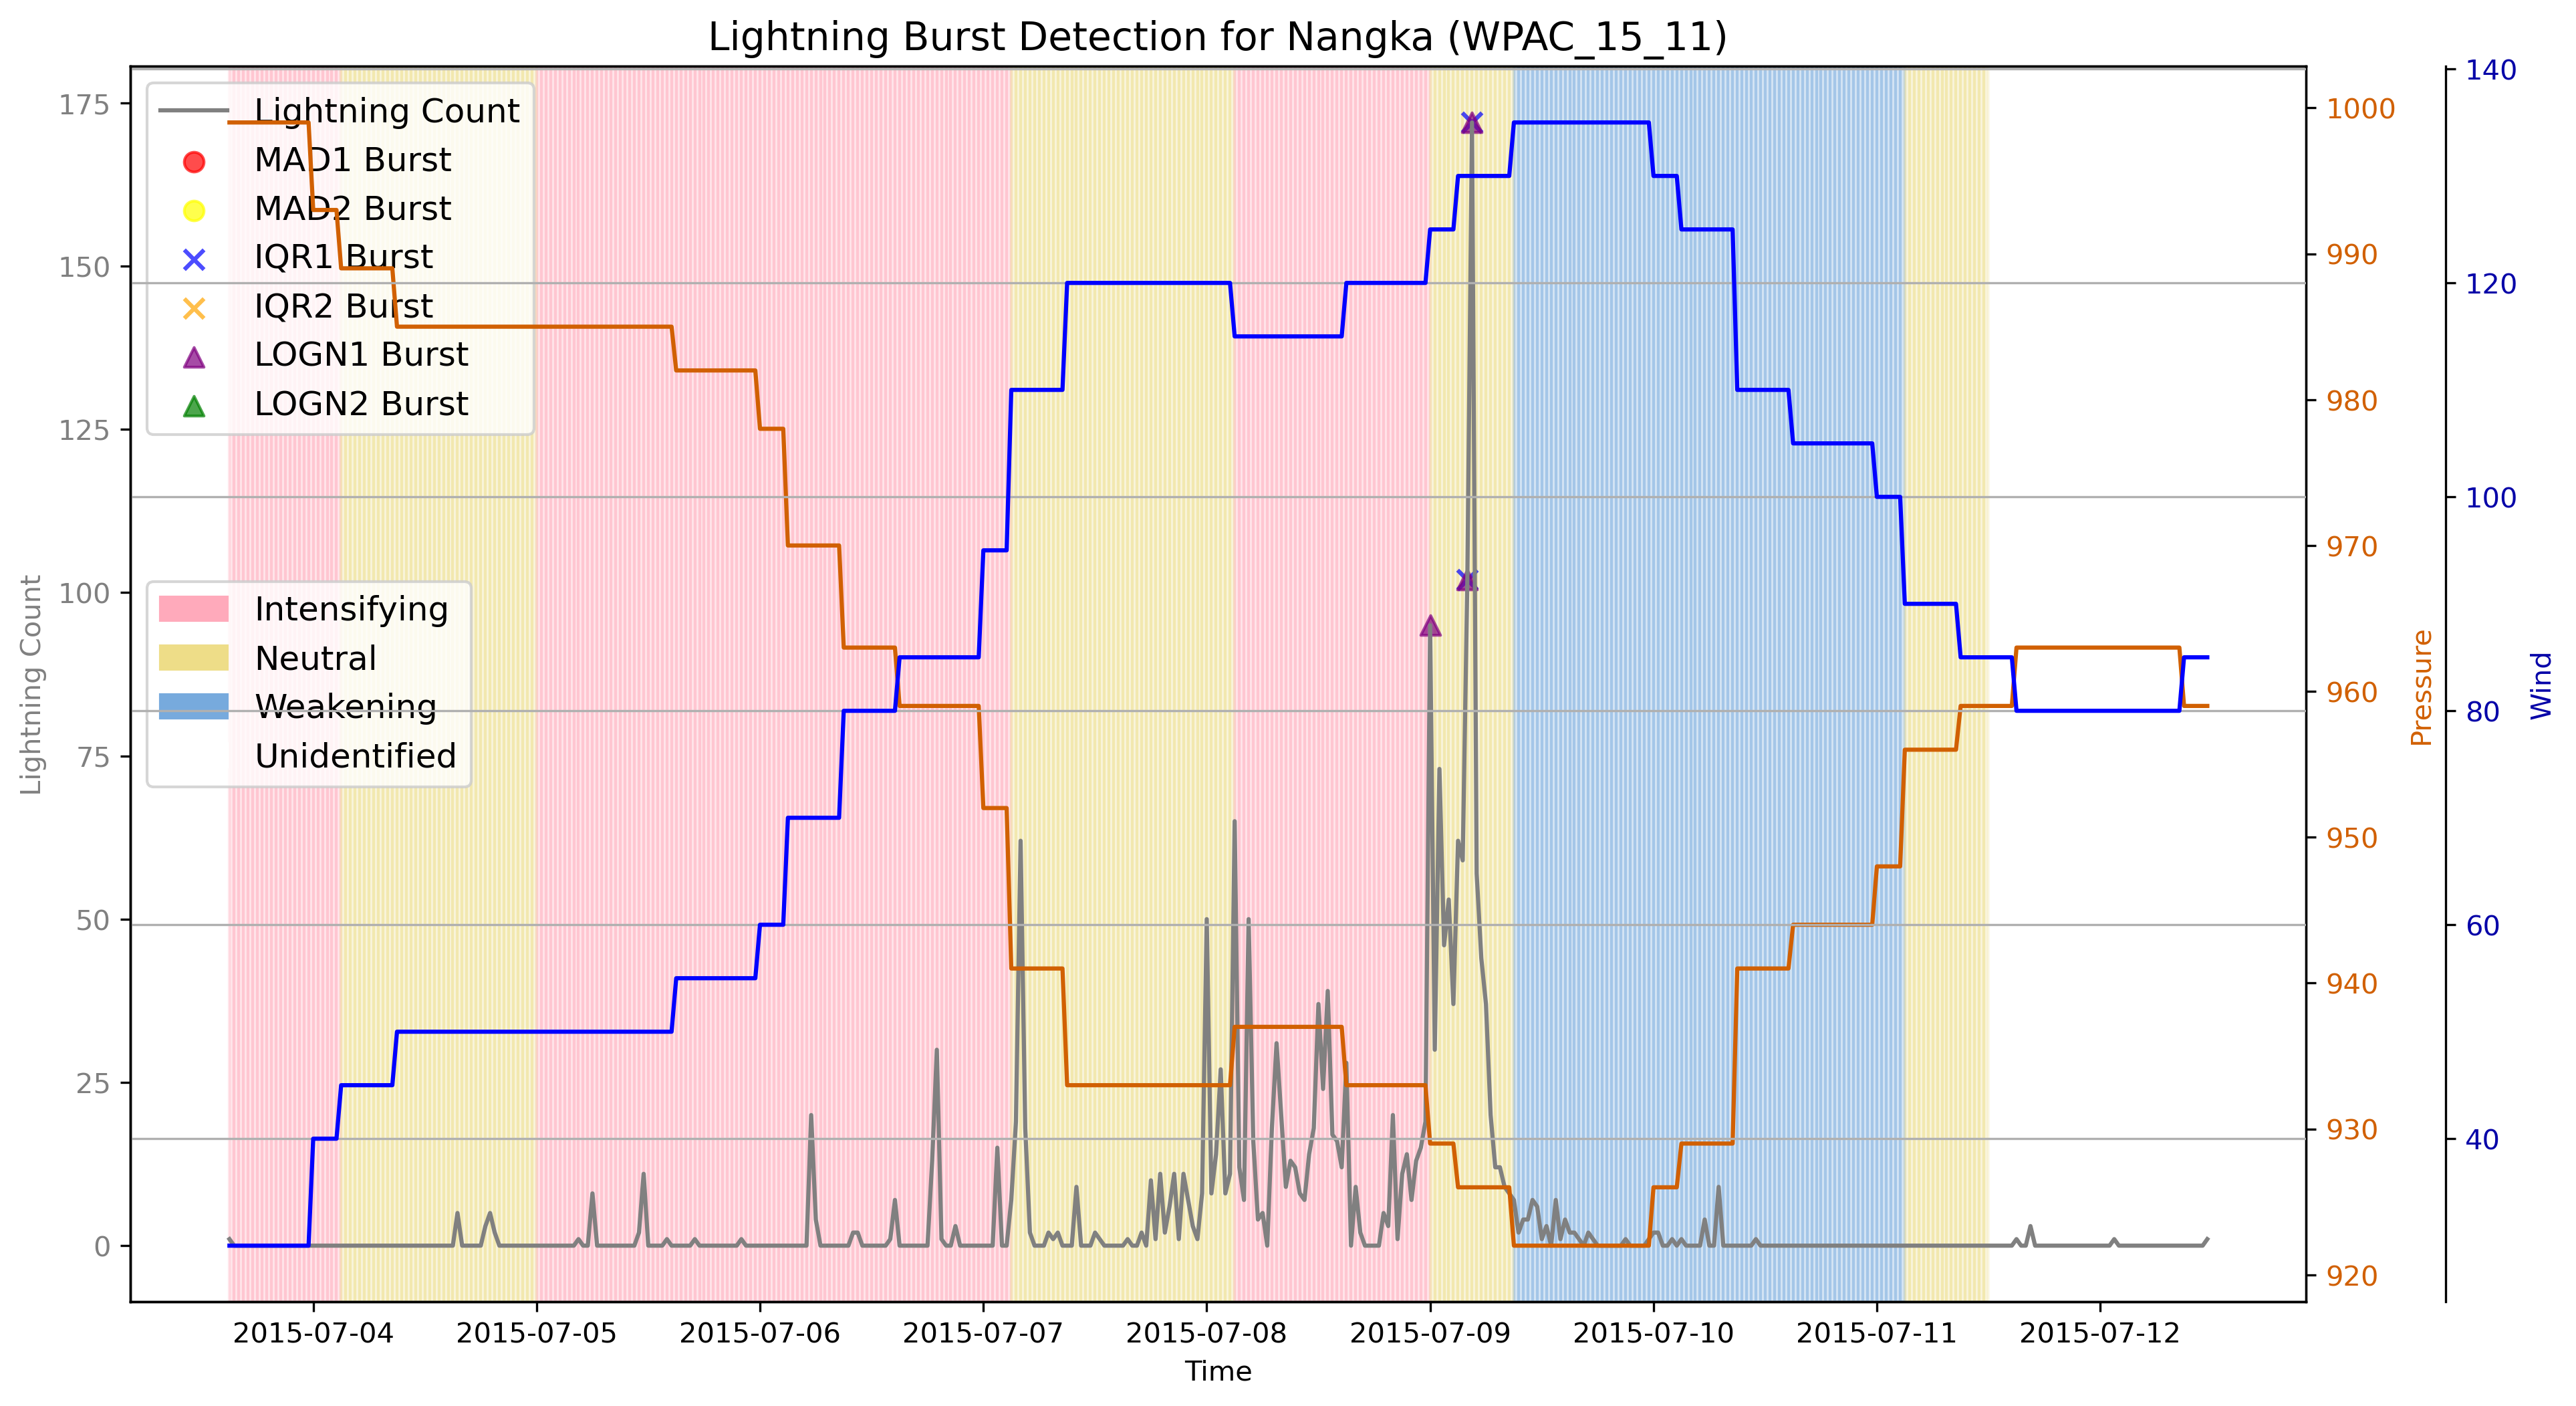 Lightning Burst Detection for Nangka (WPAC_15_11)
Lightning Count
MAD1 Burst
MAD2 Burst
IQR1 Burst
IQR2 Burst
LOGN1 Burst
LOGN2 Burst
Intensifying
Neutral
Weakening
Unidentified
Lightning Count
175
150
125
100
75
50
25
0
1000
990
980
970
960
950
940
930
920
Pressure
140
120
100
80
60
40
Wind
2015-07-04 2015-07-05 2015-07-06 2015-07-07 2015-07-08 2015-07-09 2015-07-10 2015-07-11 2015-07-12
Time